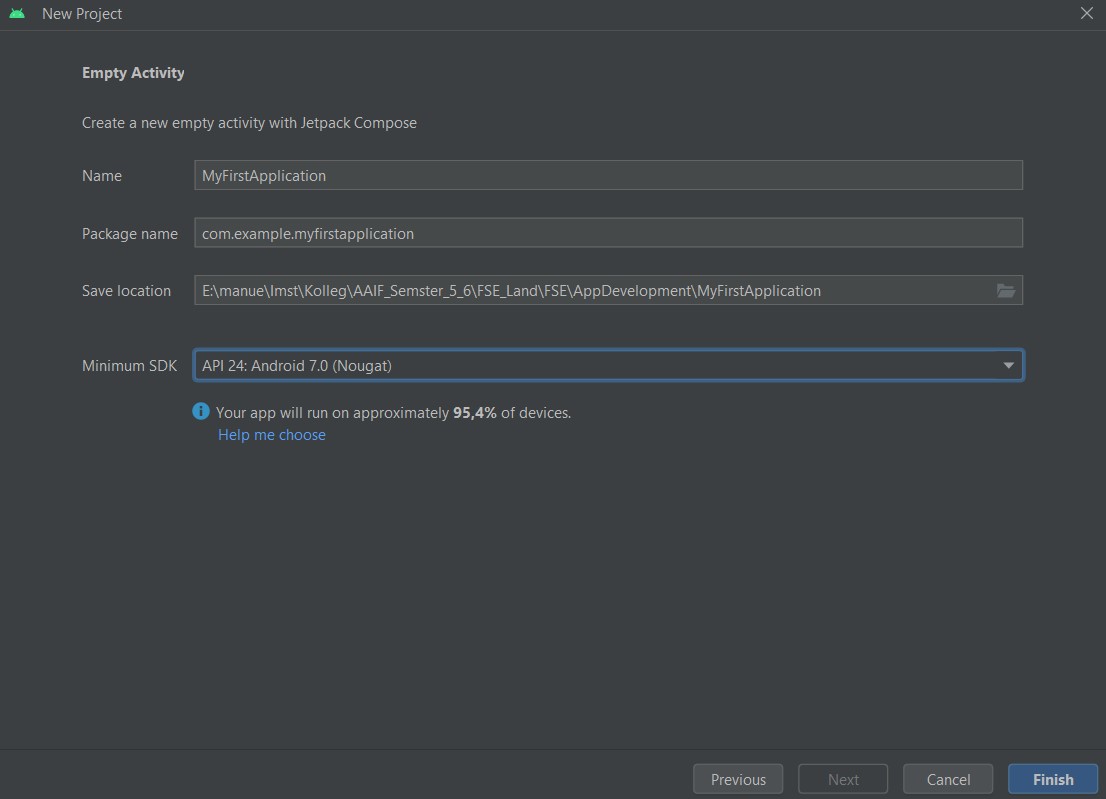 New Project
Empty Activity
Create a new empty activity with Jetpack Compose
Name MyFirstApplication
Package name com.example.myfirstapplication
Save location E:\manue\Imst\Kolleg\AAIF_Semster_5_6\FSE_Land\FSE\AppDevelopment\MyFirstApplication
Minimum SDK API 24: Android 7.0 (Nougat)
Your app will run on approximately 95,4% of devices.
Help me choose
Previous Next Cancel Finish